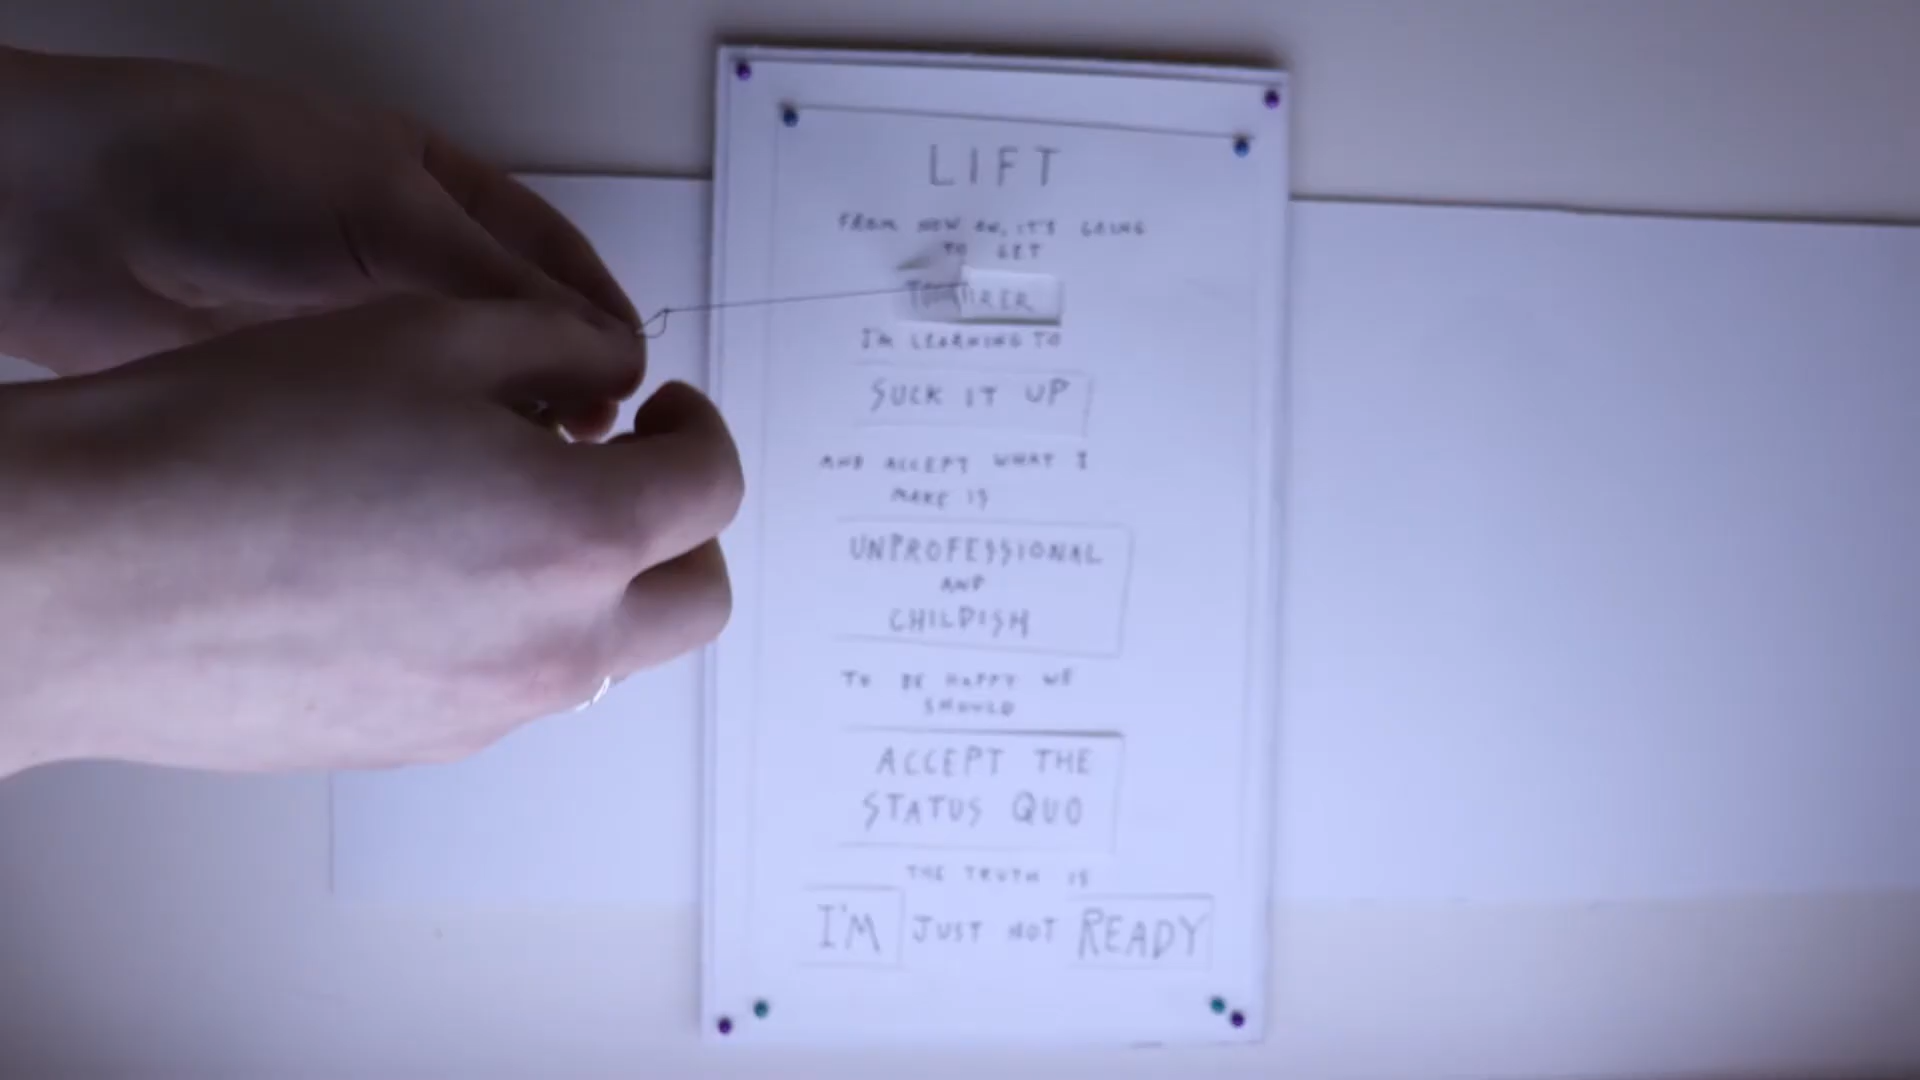 LIFT
FROM NOW ON, IT'S GOING
TO GET
I'M LEARNING TO
SUCK IT UP
AND ACCEPT WHAT I
MAKE IS
UNPROFESSIONAL
AND
CHILDISH
TO BE HAPPY WE
SHOULD
ACCEPT THE
STATUS QUO
THE TRUTH IS
I'M JUST NOT READY